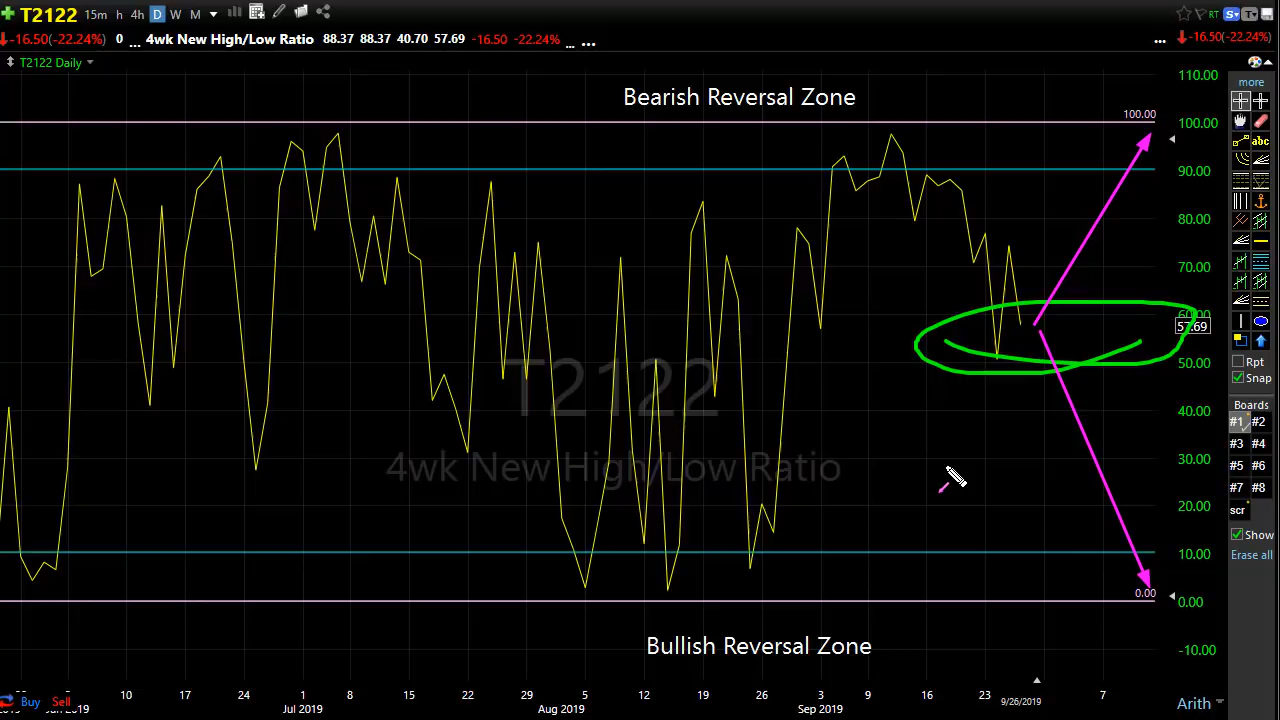 T2122 15m h 4h D W M
RT S T
-16.50(-22.24%) 0 ... 4wk New High/Low Ratio 88.37 88.37 40.70 57.69 -16.50 -22.24% ... ... ... -16.50(-22.24%)
T2122 Daily
more
abc
Bearish Reversal Zone
100.00
110.00
100.00
90.00
80.00
70.00
60.00
57.69
50.00
40.00
30.00
20.00
10.00
0.00
-10.00
T2122
4wk New High/Low Ratio
0.00
Bullish Reversal Zone
Rpt
Snap
Boards
#1 #2
#3 #4
#5 #6
#7 #8
scr
Show
Erase all
10 17 24 8 15 22 29 5 12 19 26 3 9 16 23 7
Jul 2019 Aug 2019 Sep 2019 9/26/2019
Buy Sell
Arith